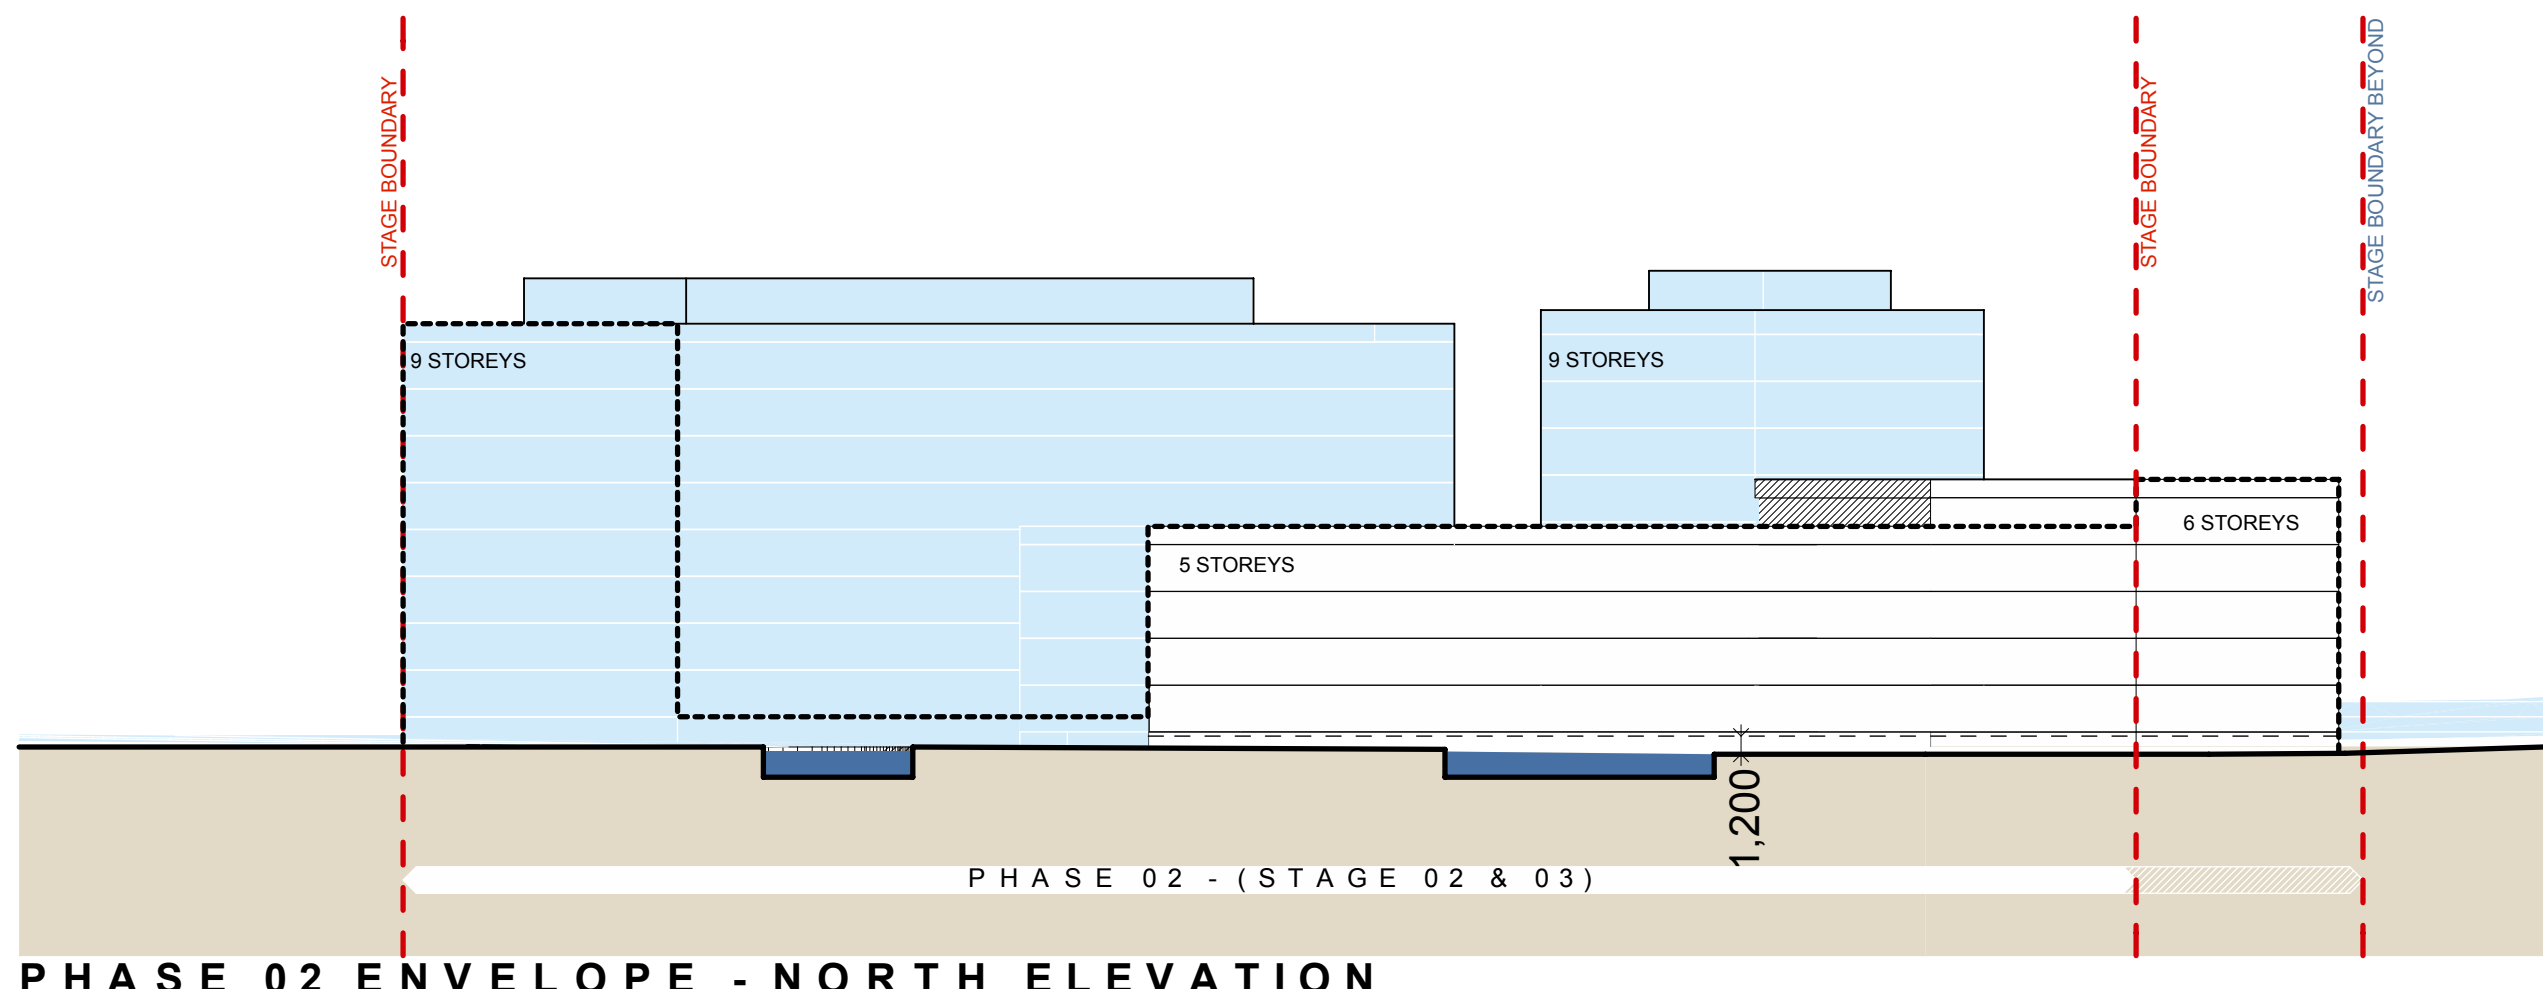 STAGE BOUNDARY
STAGE BOUNDARY
STAGE BOUNDARY BEYOND
9 STOREYS
9 STOREYS
6 STOREYS
5 STOREYS
1,200
PHASE 02 - (STAGE 02 & 03)
PHASE 02 ENVELOPE - NORTH ELEVATION